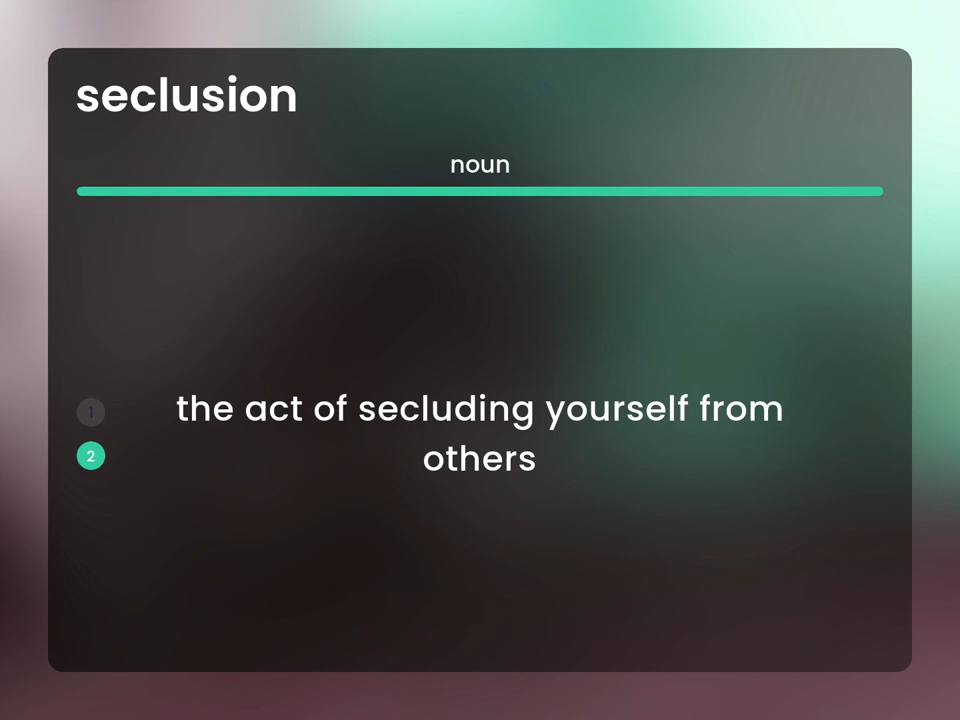 seclusion
noun
1
the act of secluding yourself from
others
2